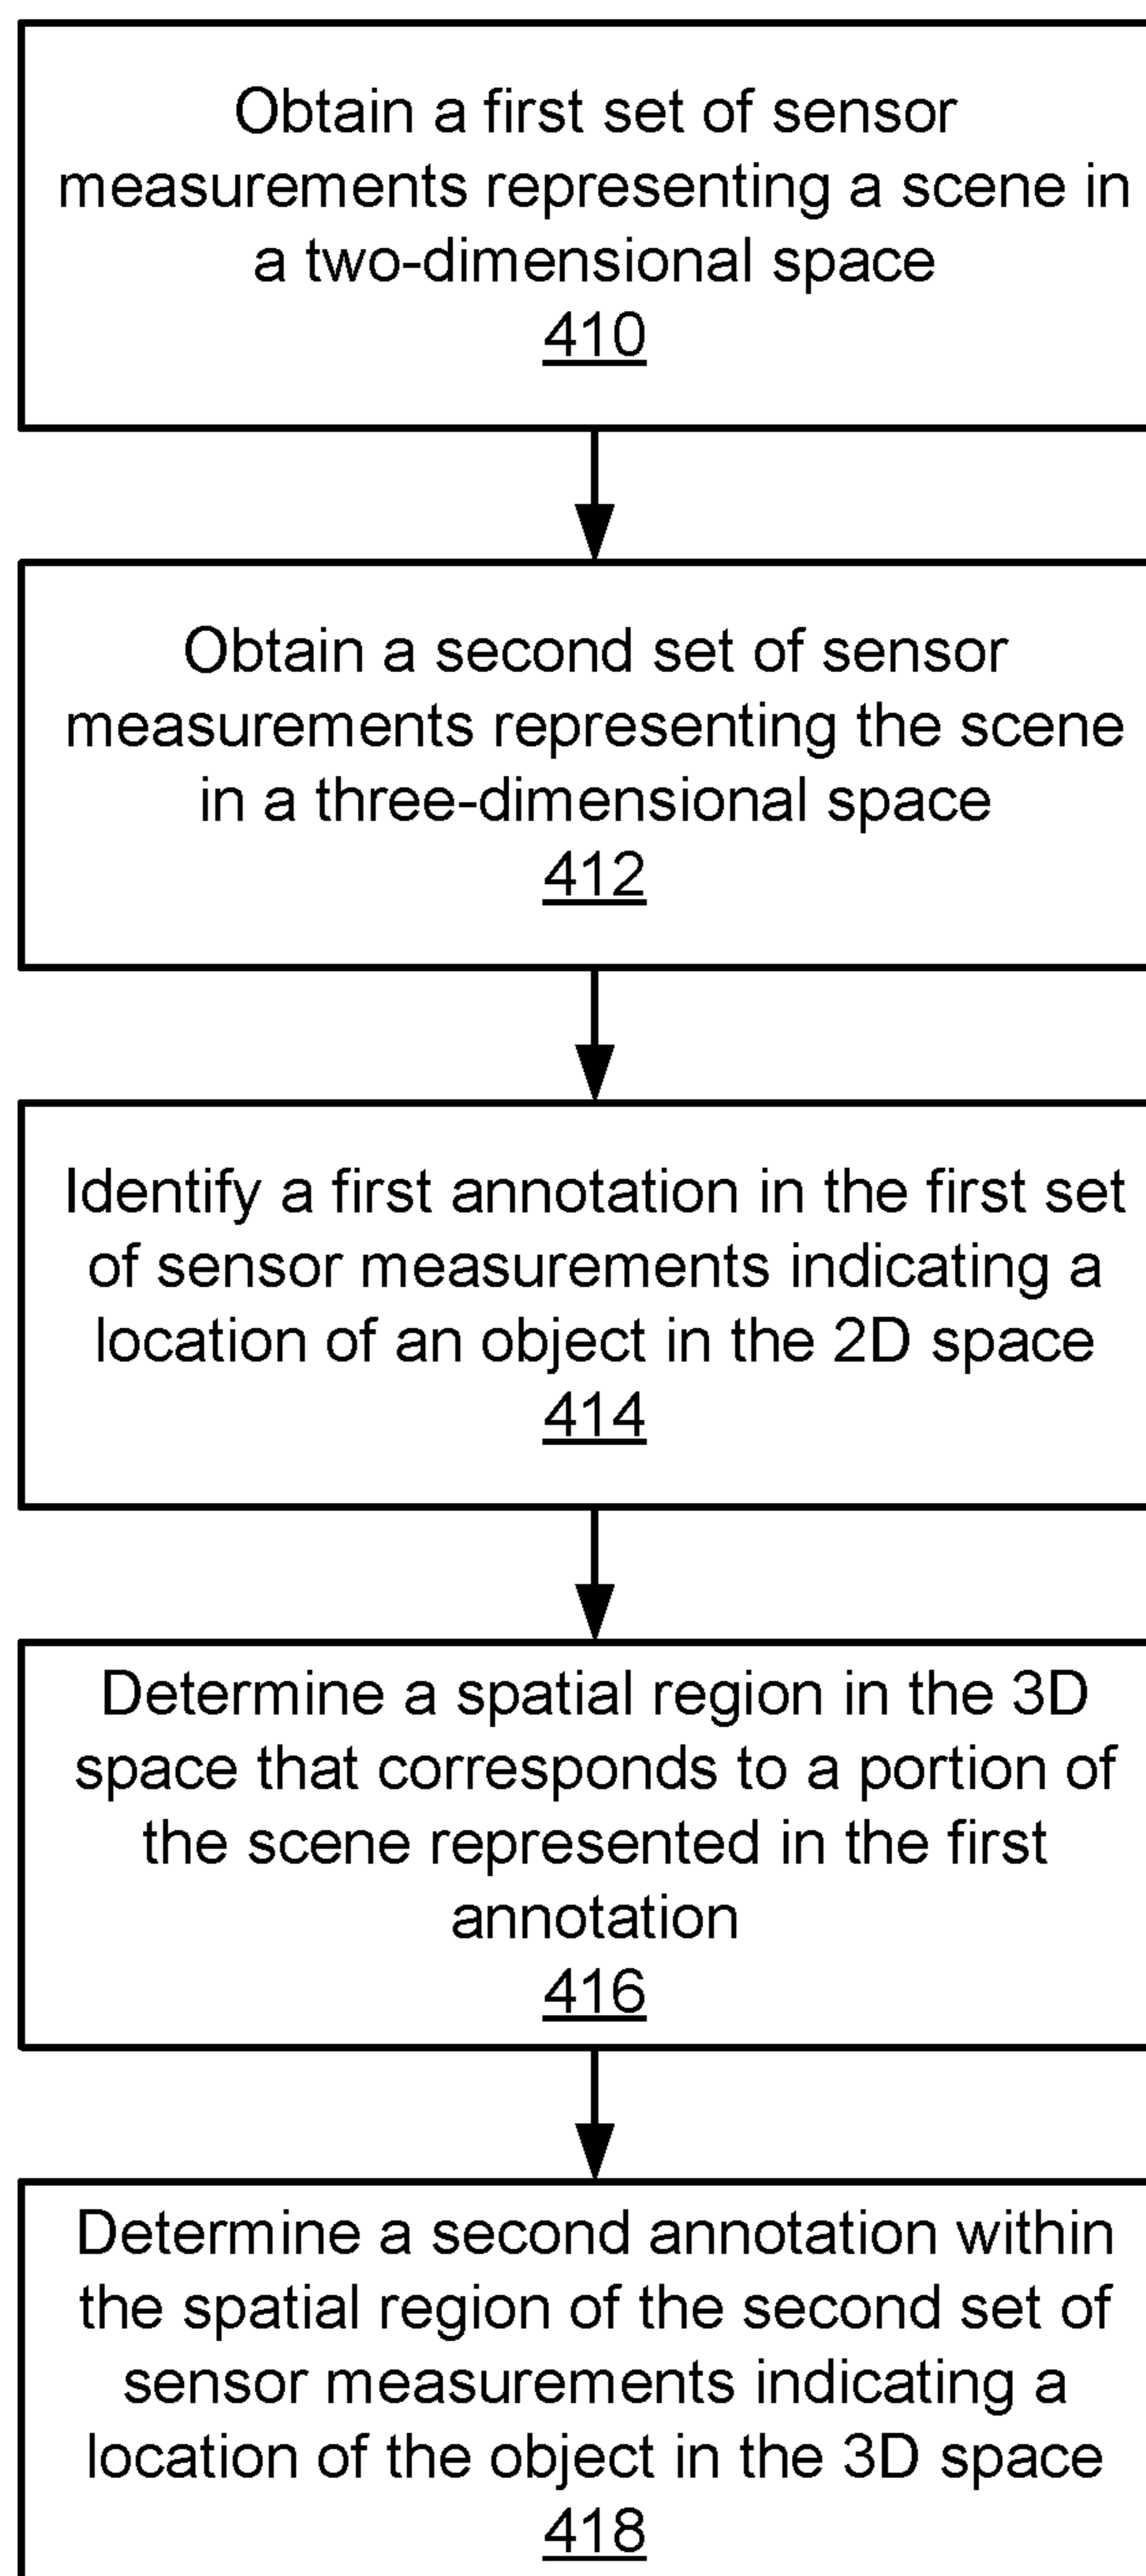 Obtain a first set of sensor
measurements representing a scene in
a two-dimensional space
410
Obtain a second set of sensor
measurements representing the scene
in a three-dimensional space
412
Identify a first annotation in the first set
of sensor measurements indicating a
location of an object in the 2D space
414
Determine a spatial region in the 3D
space that corresponds to a portion of
the scene represented in the first
annotation
416
Determine a second annotation within
the spatial region of the second set of
sensor measurements indicating a
location of the object in the 3D space
418